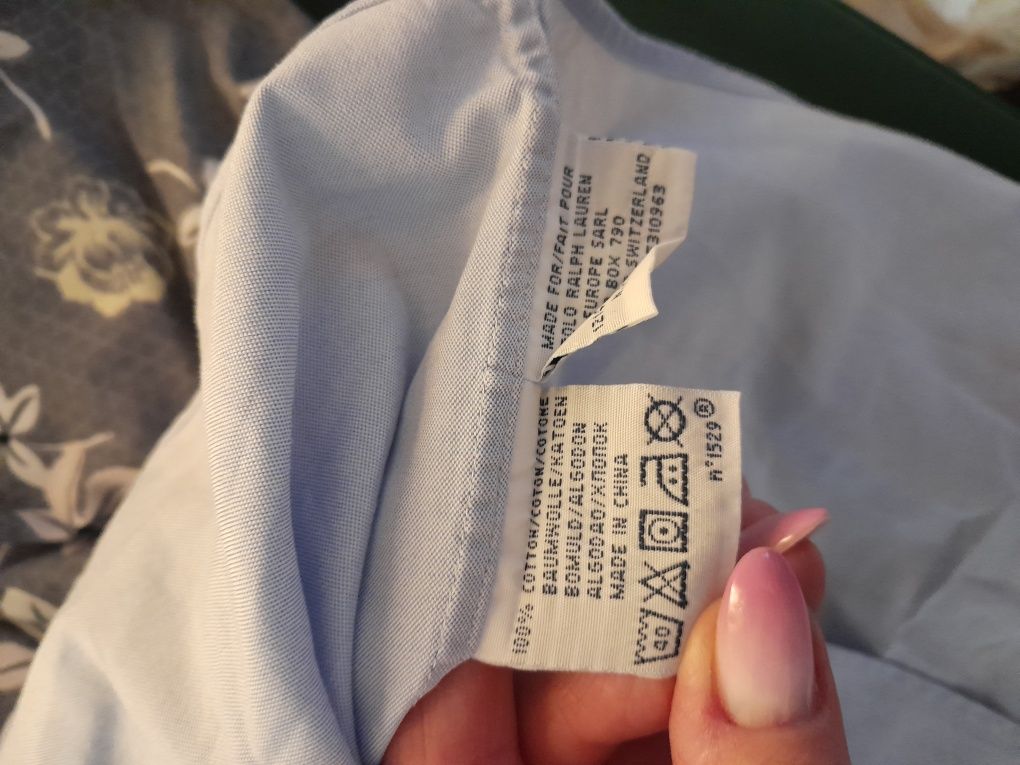 MADE FOR/FAIT POUR
POLO RALPH LAUREN
EUROPE SARL
BOX 790
SWITZERLAND
5310963
100% COTTON/COTON/COTONE
BAUMWOLLE/KATOEN
BOMULD/ALGODON
ALGODAO/ХЛОПОК
MADE IN CHINA
40
n°1529 ®